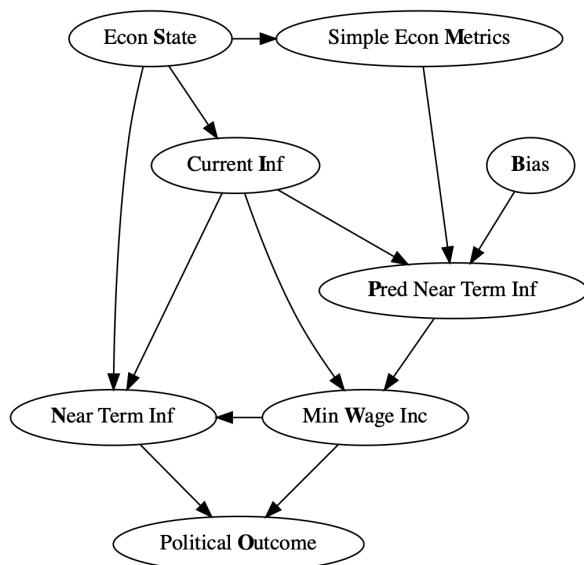 Econ State
Simple Econ Metrics
Current Inf
Bias
Pred Near Term Inf
Near Term Inf
Min Wage Inc
Political Outcome